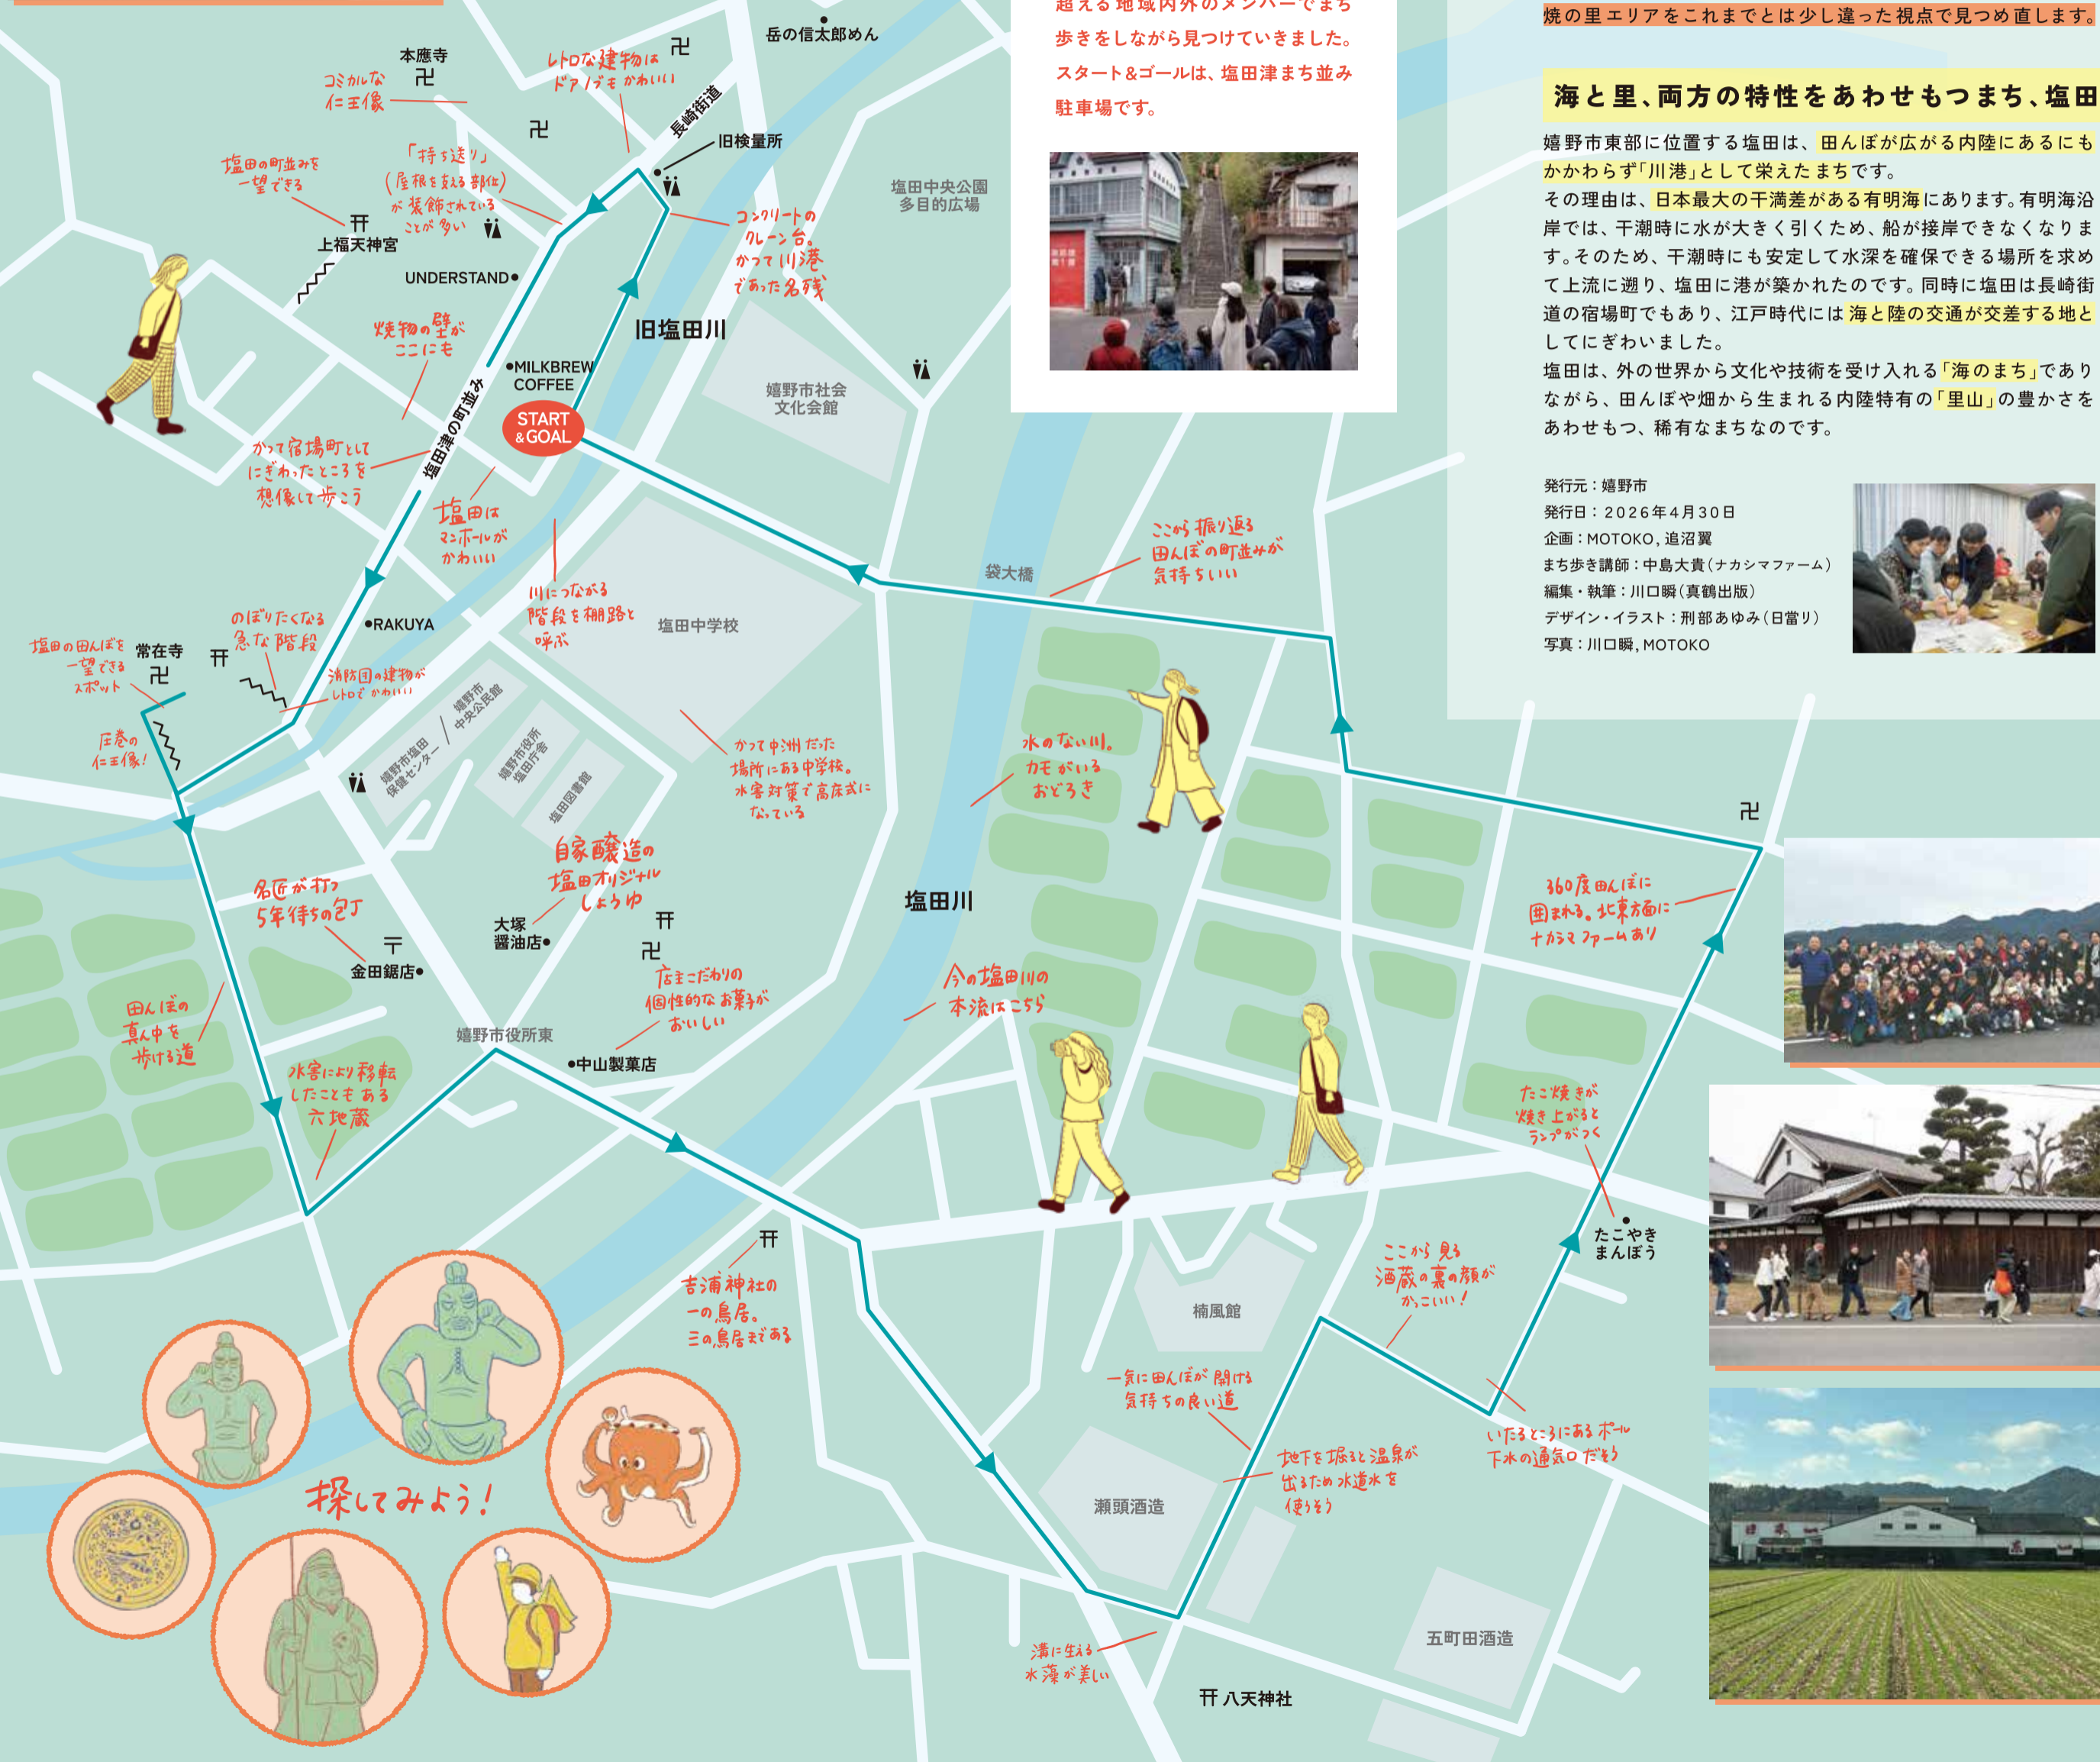 超える地域内外のメンバーでまち
歩きをしながら見つけていきました。
スタート&ゴールは、塩田津まち並み
駐車場です。
焼の里エリアをこれまでとは少し違った視点で見つめ直します。
海と里、両方の特性をあわせもつまち、塩田
嬉野市東部に位置する塩田は、田んぼが広がる内陸にあるにも
かかわらず「川港」として栄えたまちです。
その理由は、日本最大の干満差がある有明海にあります。有明海沿
岸では、干潮時に水が大きく引くため、船が接岸できなくなりま
す。そのため、干潮時にも安定して水深を確保できる場所を求め
て上流に遡り、塩田に港が築かれたのです。同時に塩田は長崎街
道の宿場町でもあり、江戸時代には海と陸の交通が交差する地と
してにぎわいました。
塩田は、外の世界から文化や技術を受け入れる「海のまち」であり
ながら、田んぼや畑から生まれる内陸特有の「里山」の豊かさを
あわせもつ、稀有なまちなのです。
発行元：嬉野市
発行日：2026年4月30日
企画：MOTOKO, 追沼翼
まち歩き講師：中島大貴（ナカシマファーム）
編集・執筆：川口瞬（真鶴出版）
デザイン・イラスト：刑部あゆみ（日當り）
写真：川口瞬, MOTOKO
岳の信太郎めん
本應寺
コミカルな
仁王像
レトロな建物は
ドアノブもかわいい
長崎街道
旧検量所
塩田の町並みを
一望できる
上福天神宮
「持ち送り」
(屋根を支える部位)
が装飾されている
ことが多い
UNDERSTAND
コンクリートの
クレーン台。
かつて川港
であった名残
塩田中央公園
多目的広場
旧塩田川
焼物の壁が
ここにも
MILKBREW
COFFEE
START
&GOAL
嬉野市社会
文化会館
塩田津の町並み
かつて宿場町として
にぎわったところを
想像して歩こう
塩田は
マンホールが
かわいい
川につながる
階段を棚路と
呼ぶ
塩田中学校
袋大橋
ここから振り返る
田んぼの町並みが
気持ちいい
RAKUYA
のぼりたくなる
急な階段
塩田の田んぼを
一望できる
スポット
常在寺
消防団の建物が
レトロでかわいい
圧巻の
仁王像!
嬉野市塩田
保健センター
嬉野市
中央公民館
嬉野市役所
塩田庁舎
塩田図書館
かつて中洲だった
場所にある中学校。
水害対策で高床式に
なっている
水のない川。
カモがいる
おどろき
自家醸造の
塩田オリジナル
しょうゆ
大塚
醤油店
塩田川
名匠が打つ
5年待ちの包丁
金田鋸店
店主こだわりの
個性的なお菓子が
おいしい
中山製菓店
嬉野市役所東
今の塩田川の
本流はこちら
360度田んぼに
囲まれる。北東方面に
ナカシマファームあり
田んぼの
真ん中を
歩ける道
水害により移転
したこともある
六地蔵
たこ焼きが
焼き上がると
ランプがつく
たこやき
まんぼう
吉浦神社の
一の鳥居。
三の鳥居まである
楠風館
ここから見る
酒蔵の裏の顔が
かっこいい!
一気に田んぼが開ける
気持ちの良い道
地下を掘ると温泉が
出るため水道水を
使うそう
いたるところにあるポール
下水の通気口だそう
瀬頭酒造
五町田酒造
溝に生える
水藻が美しい
八天神社
探してみよう!